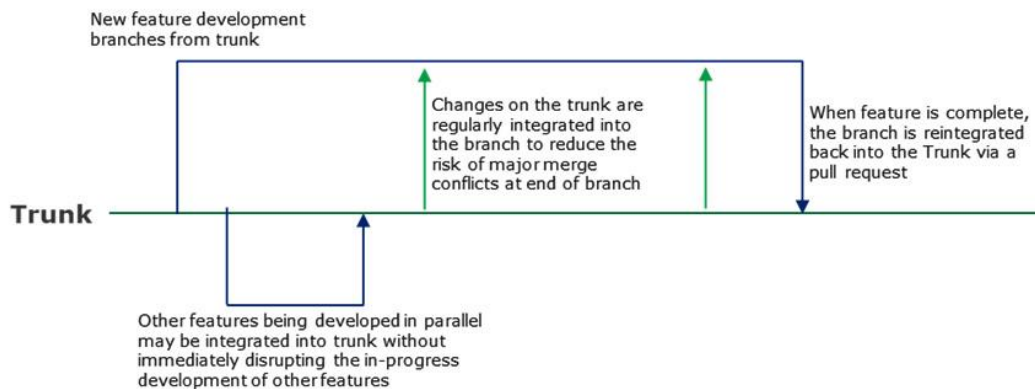 New feature development
branches from trunk
Changes on the trunk are
regularly integrated into
the branch to reduce the
risk of major merge
conflicts at end of branch
When feature is complete,
the branch is reintegrated
back into the Trunk via a
pull request
Trunk
Other features being developed in parallel
may be integrated into trunk without
immediately disrupting the in-progress
development of other features